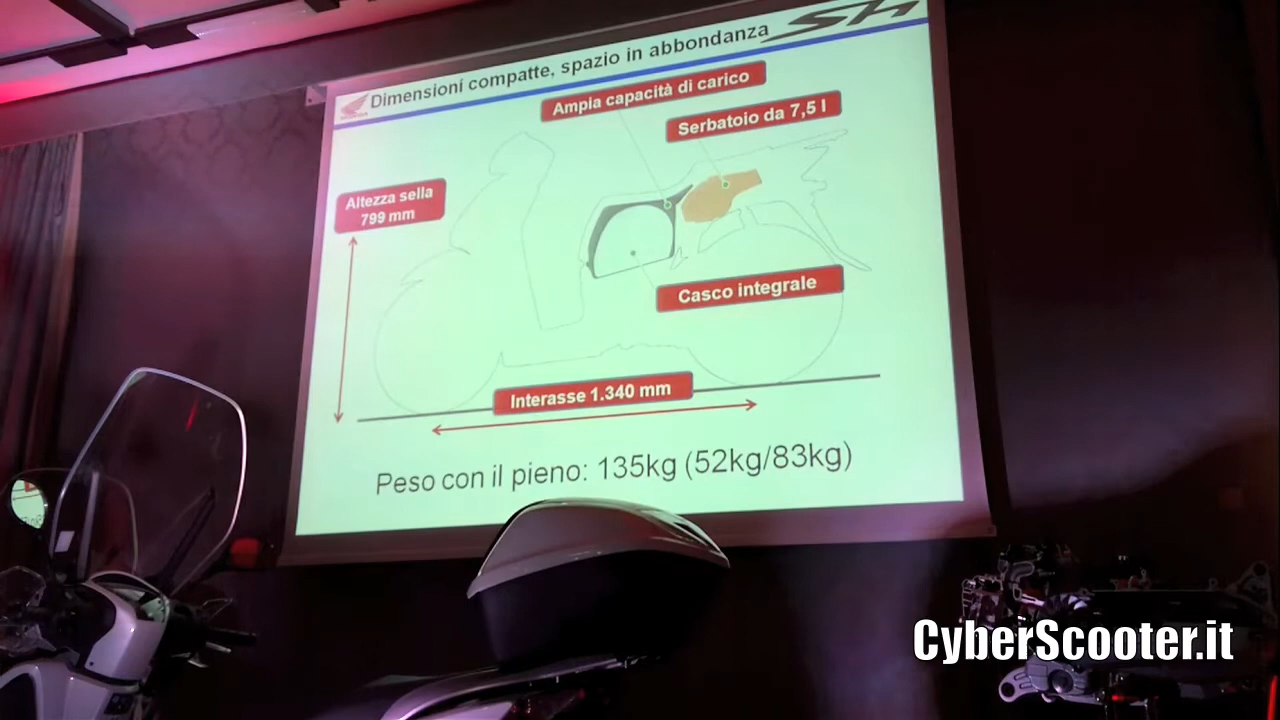 Dimensioni compatte, spazio in abbondanza
Sh
Ampia capacità di carico
Serbatoio da 7,5 l
Altezza sella
799 mm
Casco integrale
Interasse 1.340 mm
Peso con il pieno: 135kg (52kg/83kg)
CyberScooter.it